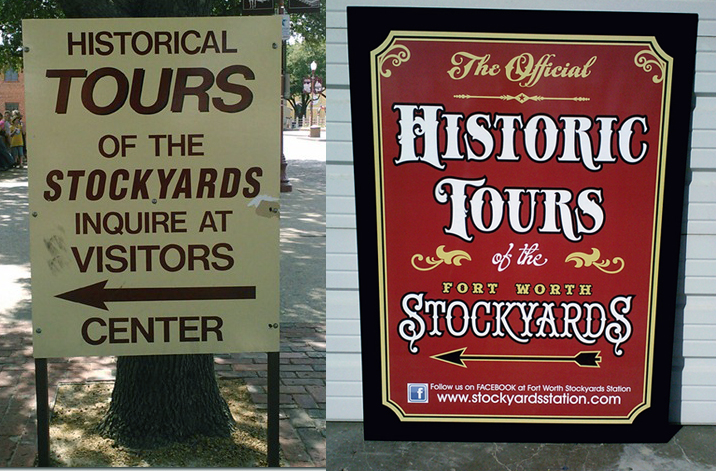 HISTORICAL
TOURS
OF THE
STOCKYARDS
INQUIRE AT
VISITORS
CENTER
The Official
HISTORIC
TOURS
of the
FORT WORTH
STOCKYARDS
f Follow us on FACEBOOK at Fort Worth Stockyards Station
www.stockyardsstation.com